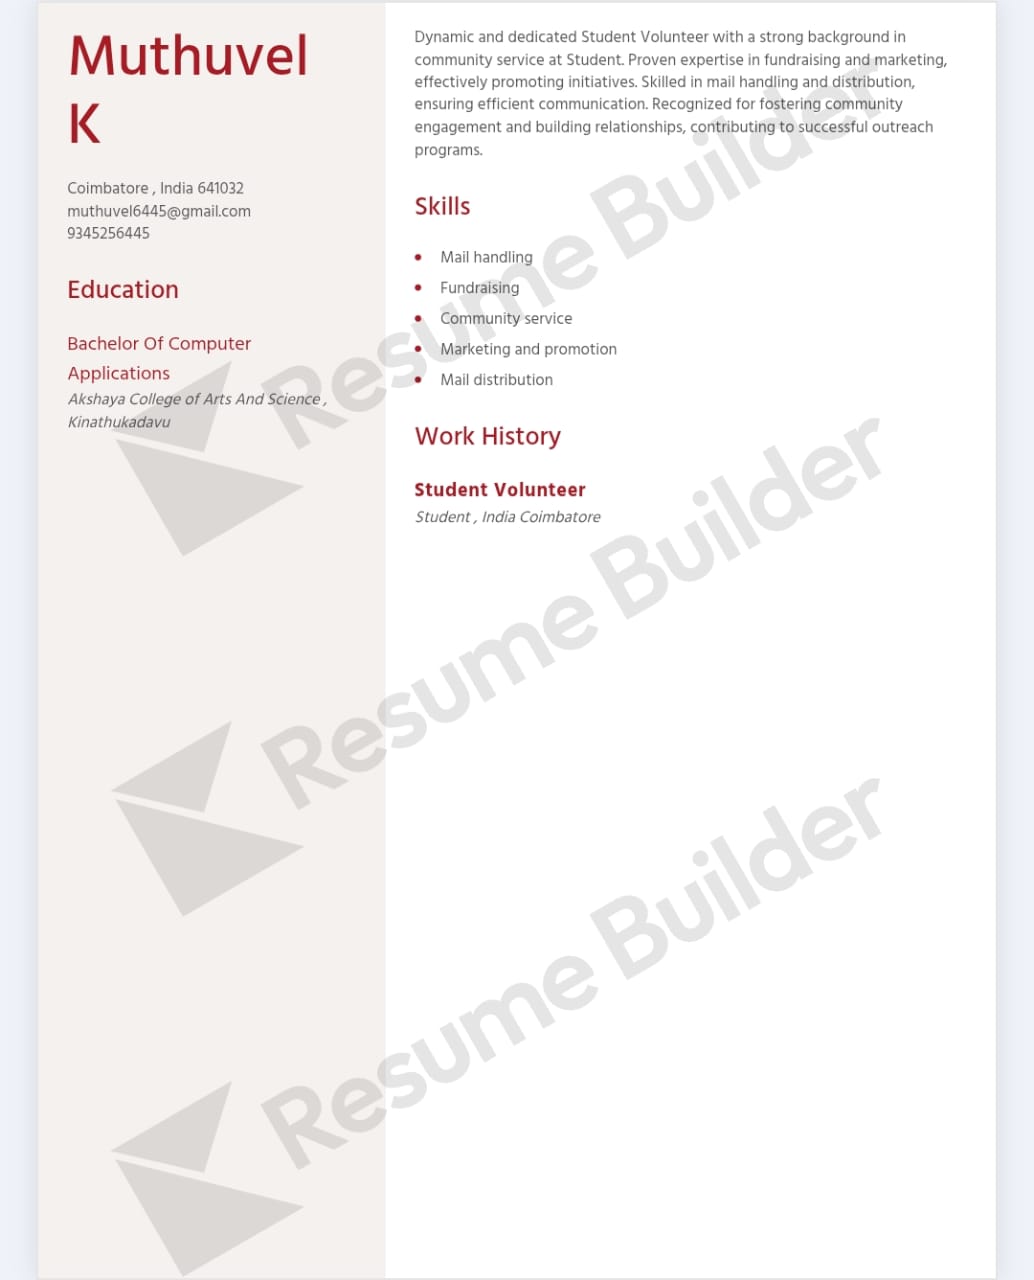 Muthuvel
K
Coimbatore , India 641032
muthuvel6445@gmail.com
9345256445
Education
Bachelor Of Computer
Applications
Akshaya College of Arts And Science ,
Kinathukadavu
Dynamic and dedicated Student Volunteer with a strong background in
community service at Student. Proven expertise in fundraising and marketing,
effectively promoting initiatives. Skilled in mail handling and distribution,
ensuring efficient communication. Recognized for fostering community
engagement and building relationships, contributing to successful outreach
programs.
Skills
Mail handling
Fundraising
Community service
Marketing and promotion
Mail distribution
Work History
Student Volunteer
Student , India Coimbatore
Resume Builder
Resume Builder
Resume Builder